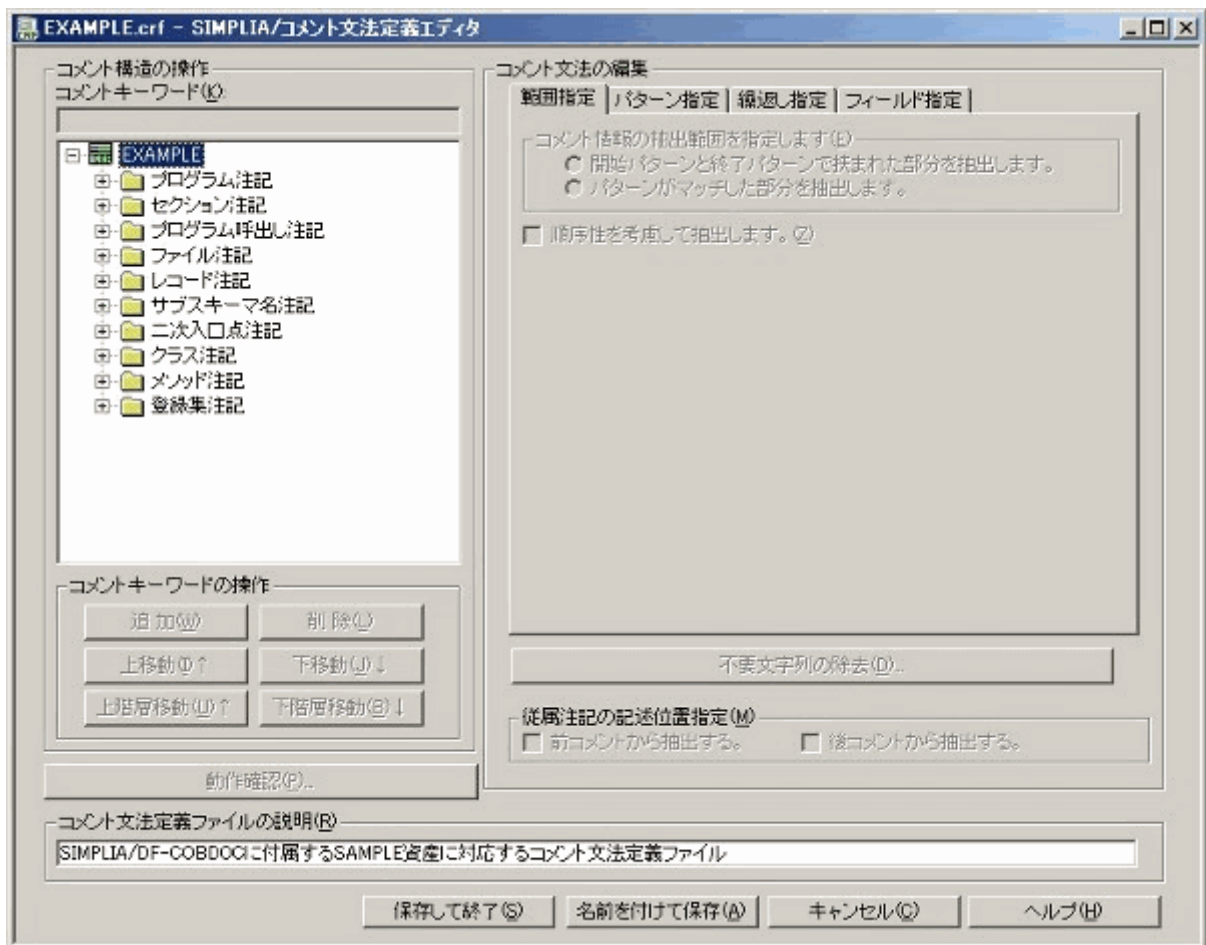 EXAMPLE.crf - SIMPLIA/コメント文法定義エディタ
コメント構造の操作
コメントキーワード(K):
EXAMPLE
プログラム注記
セクション注記
プログラム呼出し注記
ファイル注記
レコード注記
サブスキーマ名注記
二次入口点注記
クラス注記
メソッド注記
登録集注記
コメントキーワードの操作
追加(W)
削除(L)
上移動(I)↑
下移動(J)↓
上階層移動(U)↑
下階層移動(B)↓
動作確認(P)...
コメント文法の編集
範囲指定
パターン指定
繰返し指定
フィールド指定
コメント情報の抽出範囲を指定します(E)
開始パターンと終了パターンで挟まれた部分を抽出します。
パターンがマッチした部分を抽出します。
順序性を考慮して抽出します。(Z)
不要文字列の除去(D)...
従属注記の記述位置指定(M)
前コメントから抽出する。
後コメントから抽出する。
コメント文法定義ファイルの説明(R)
SIMPLIA/DF-COBDOCに付属するSAMPLE資産に対応するコメント文法定義ファイル
保存して終了(S)
名前を付けて保存(A)
キャンセル(C)
ヘルプ(H)